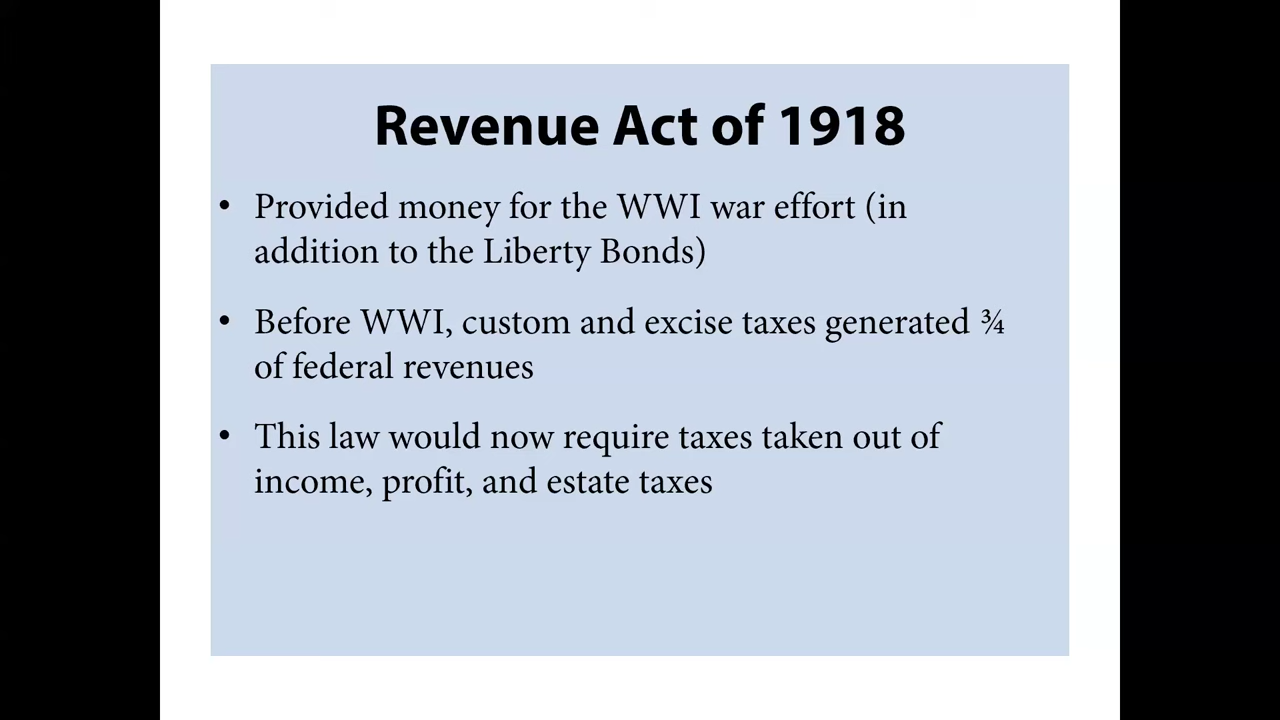 Revenue Act of 1918
• Provided money for the WWI war effort (in
addition to the Liberty Bonds)
• Before WWI, custom and excise taxes generated ¾
of federal revenues
• This law would now require taxes taken out of
income, profit, and estate taxes